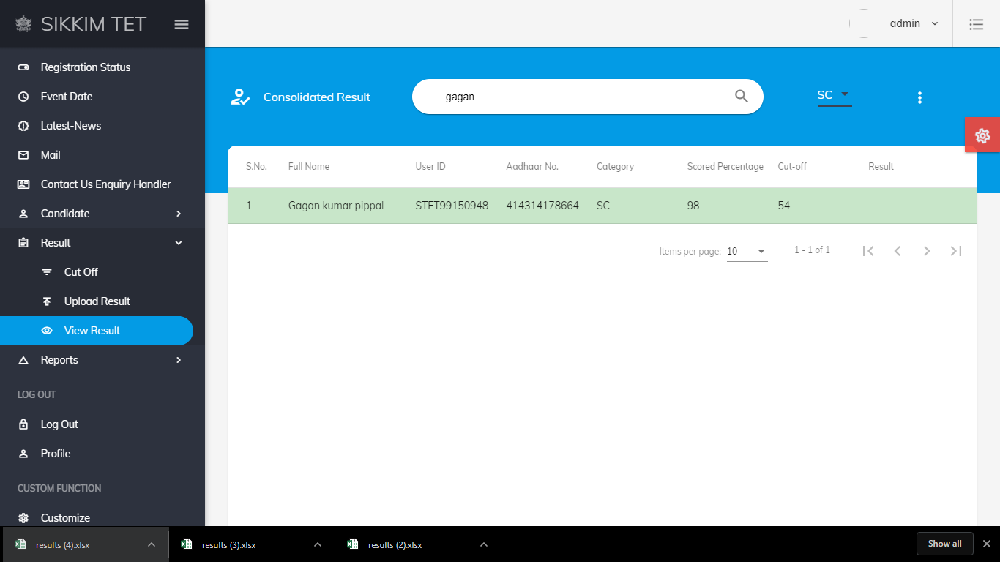 SIKKIM TET
admin
Registration Status
Event Date
Latest-News
Mail
Contact Us Enquiry Handler
Candidate
Result
Cut Off
Upload Result
View Result
Reports
LOG OUT
Log Out
Profile
CUSTOM FUNCTION
Customize
Consolidated Result
gagan
SC
S.No. Full Name User ID Aadhaar No. Category Scored Percentage Cut-off Result
1 Gagan kumar pippal STET99150948 414314178664 SC 98 54
Items per page: 10 1 - 1 of 1
results (4).xlsx results (3).xlsx results (2).xlsx Show all